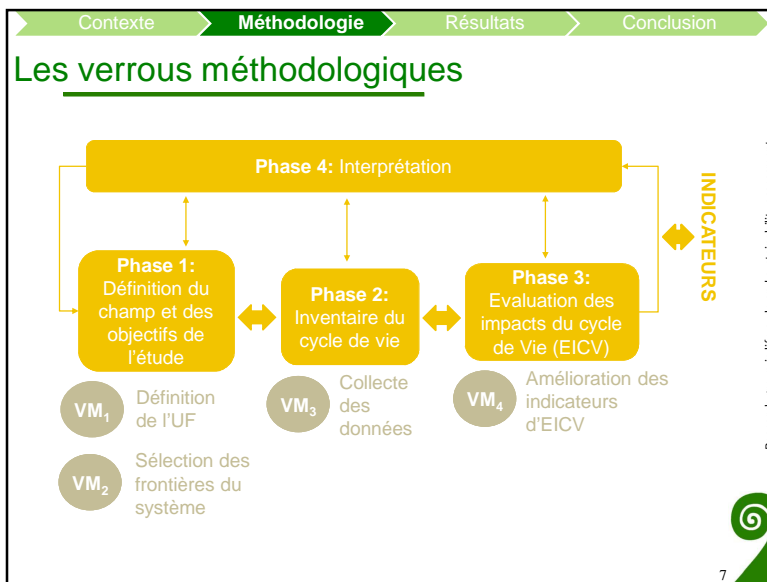 Contexte
Méthodologie
Résultats
Conclusion
Les verrous méthodologiques
Phase 4: Interprétation
INDICATEURS
Phase 1:
Définition du
champ et des
objectifs de
l'étude
Phase 2:
Inventaire du
cycle de vie
Phase 3:
Evaluation des
impacts du cycle
de Vie (EICV)
VM1
Définition
de l'UF
VM2
Sélection des
frontières du
système
VM3
Collecte
des
données
VM4
Amélioration des
indicateurs
d'EICV
7